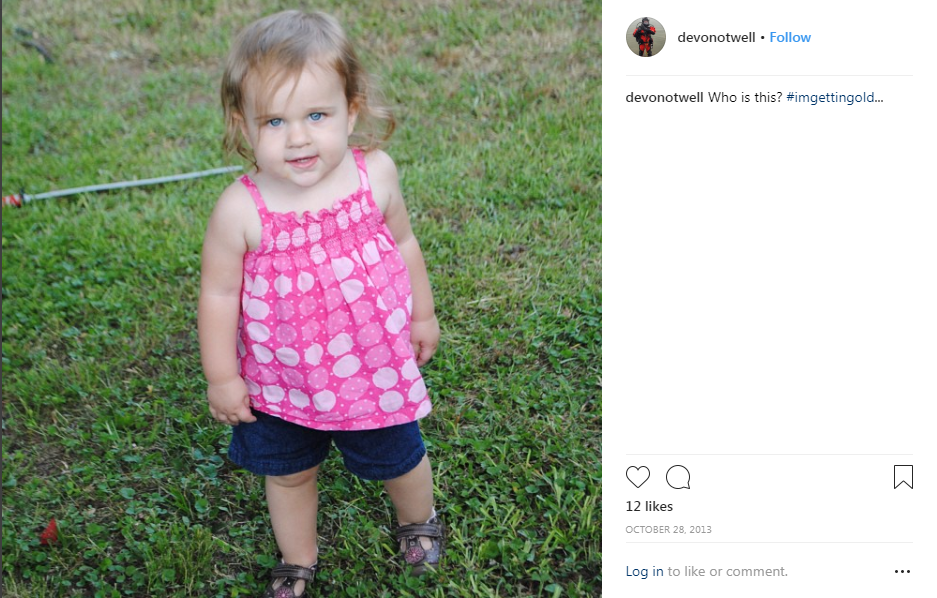 devonotwell • Follow
devonotwell Who is this? #imgettingold...
12 likes
OCTOBER 28, 2013
Log in to like or comment.